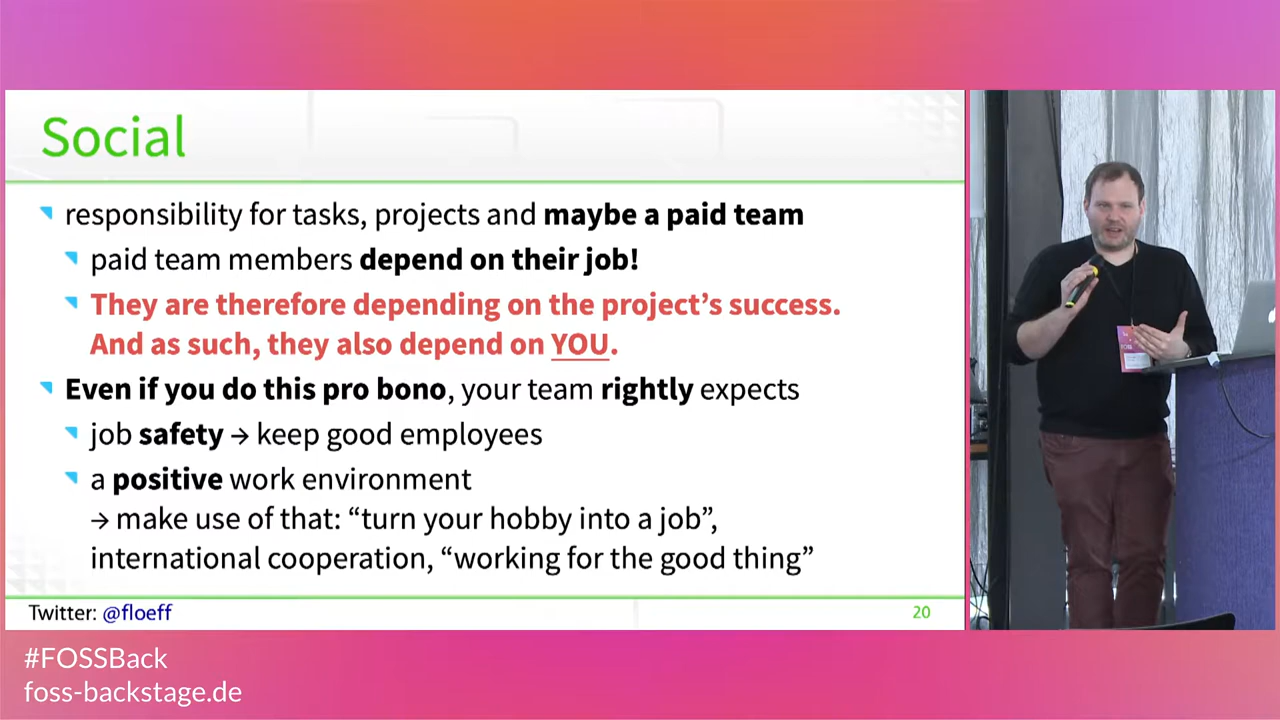 Social
responsibility for tasks, projects and maybe a paid team
paid team members depend on their job!
They are therefore depending on the project’s success.
And as such, they also depend on YOU.
Even if you do this pro bono, your team rightly expects
job safety → keep good employees
a positive work environment
→ make use of that: “turn your hobby into a job”,
international cooperation, “working for the good thing”
Twitter: @floeff
20
#FOSSBack
foss-backstage.de